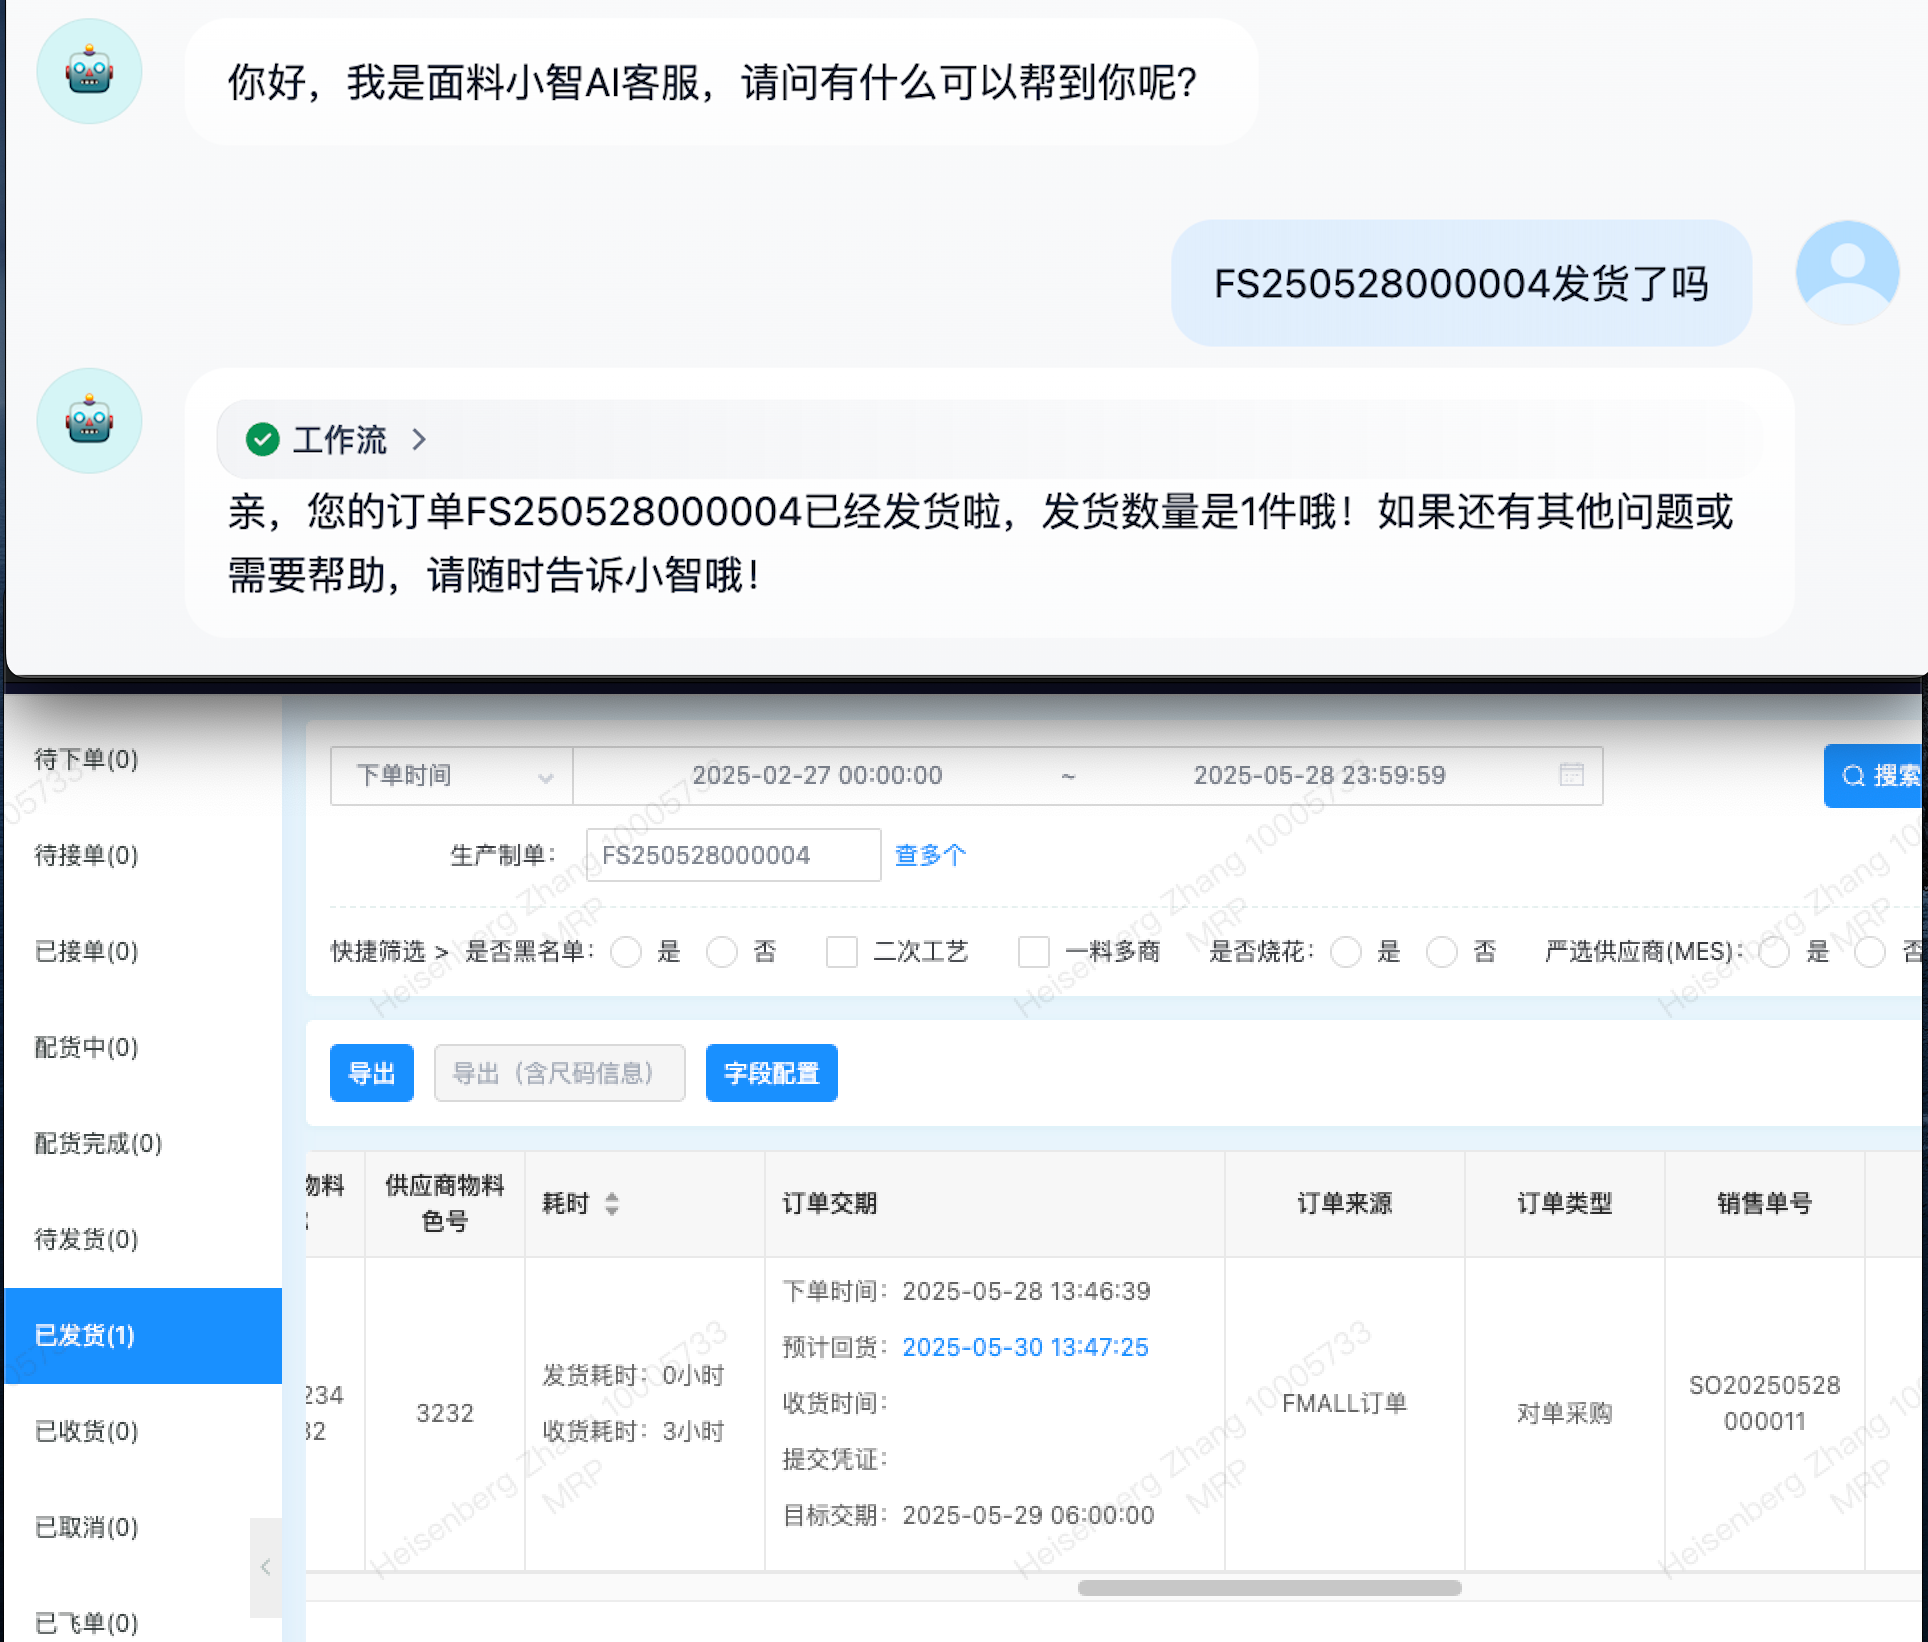 你好，我是面料小智AI客服，请问有什么可以帮到你呢？
FS250528000004发货了吗
工作流 >
亲，您的订单FS250528000004已经发货啦，发货数量是1件哦！如果还有其他问题或
需要帮助，请随时告诉小智哦！
待下单(0)
待接单(0)
已接单(0)
配货中(0)
配货完成(0)
待发货(0)
已发货(1)
已收货(0)
已取消(0)
已飞单(0)
下单时间 2025-02-27 00:00:00 ~ 2025-05-28 23:59:59 搜索
生产制单： FS250528000004 查多个
快捷筛选 > 是否黑名单： 是 否 二次工艺 一料多商 是否烧花： 是 否 严选供应商(MES)： 是 否
导出 导出（含尺码信息） 字段配置
物料 供应商物料
色号 耗时 订单交期 订单来源 订单类型 销售单号
234
32
3232
发货耗时：0小时
收货耗时：3小时
下单时间：2025-05-28 13:46:39
预计回货：2025-05-30 13:47:25
收货时间：
提交凭证：
目标交期：2025-05-29 06:00:00
FMALL订单
对单采购
SO20250528
000011
Heisenberg Zhang 10005733
MRP